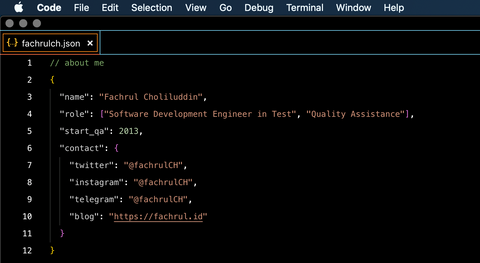 Code File Edit Selection View Go Debug Terminal Window Help
{..} fachrulch.json ×
1 // about me
2 {
3 "name": "Fachrul Choliluddin",
4 "role": ["Software Development Engineer in Test", "Quality Assistance"],
5 "start_qa": 2013,
6 "contact": {
7 "twitter": "@fachrulCH",
8 "instagram": "@fachrulCH",
9 "telegram": "@fachrulCH",
10 "blog": "https://fachrul.id"
11 }
12 }